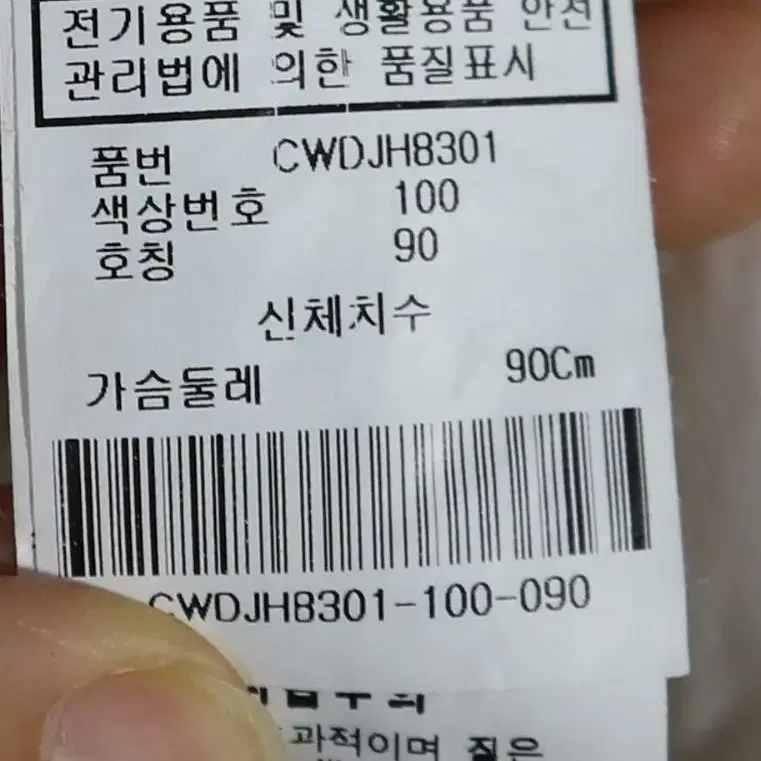 전기용품 및 생활용품 안전
관리법에 의한 품질표시
품번 CWDJH8301
색상번호 100
호칭 90
신체치수
가슴둘레 90Cm
CWDJH8301-100-090
과적이며 짙은